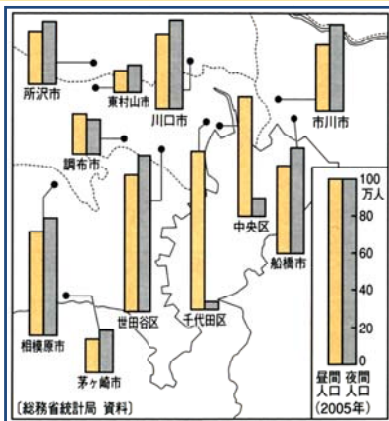 所沢市
東村山市
川口市
市川市
調布市
中央区
船橋市
世田谷区
千代田区
相模原市
茅ヶ崎市
100
万人
80
60
40
20
0
昼間 夜間
人口 人口
(2005年)
〔総務省統計局 資料〕